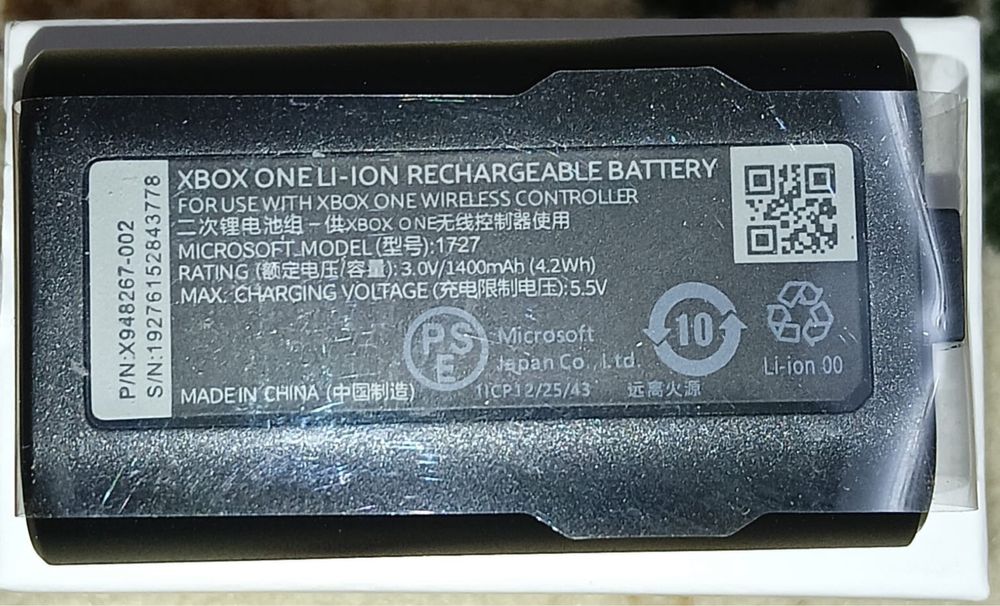 P/N:X948267-002
S/N:1927615284377​8
XBOX ONE LI-ION RECHARGEABLE BATTERY
FOR USE WITH XBOX ONE WIRELESS CONTROLLER
二次锂电池组－供XBOX ONE无线控制器使用
MICROSOFT MODEL (型号):1727
RATING (额定电压/容量): 3.0V/1400mAh (4.2Wh)
MAX. CHARGING VOLTAGE (充电限制电压):5.5V
PSE
Microsoft
Japan Co., Ltd.
10
Li-ion 00
MADE IN CHINA (中国制造)
1ICP12/25/43
远离火源